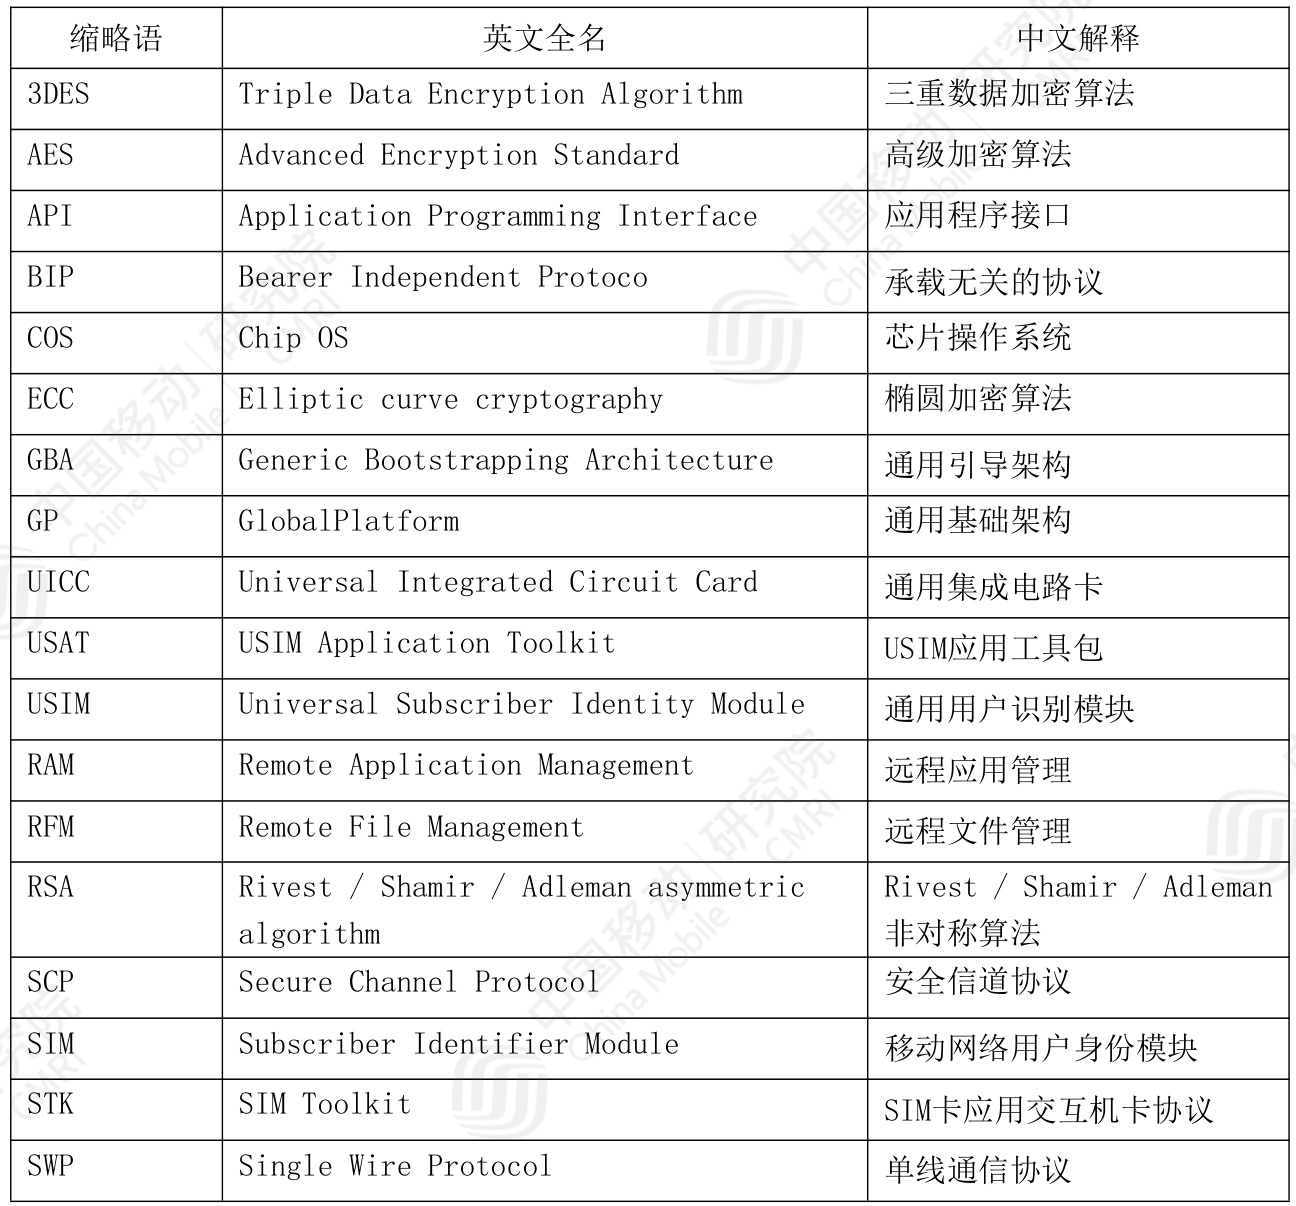 缩略语 英文全名 中文解释
3DES Triple Data Encryption Algorithm 三重数据加密算法
AES Advanced Encryption Standard 高级加密算法
API Application Programming Interface 应用程序接口
BIP Bearer Independent Protoco 承载无关的协议
COS Chip OS 芯片操作系统
ECC Elliptic curve cryptography 椭圆加密算法
GBA Generic Bootstrapping Architecture 通用引导架构
GP GlobalPlatform 通用基础架构
UICC Universal Integrated Circuit Card 通用集成电路卡
USAT USIM Application Toolkit USIM应用工具包
USIM Universal Subscriber Identity Module 通用用户识别模块
RAM Remote Application Management 远程应用管理
RFM Remote File Management 远程文件管理
RSA Rivest / Shamir / Adleman asymmetric Rivest / Shamir / Adleman
algorithm 非对称算法
SCP Secure Channel Protocol 安全信道协议
SIM Subscriber Identifier Module 移动网络用户身份模块
STK SIM Toolkit SIM卡应用交互机卡协议
SWP Single Wire Protocol 单线通信协议
中国移动 | 研究院
China Mobile | CMRI